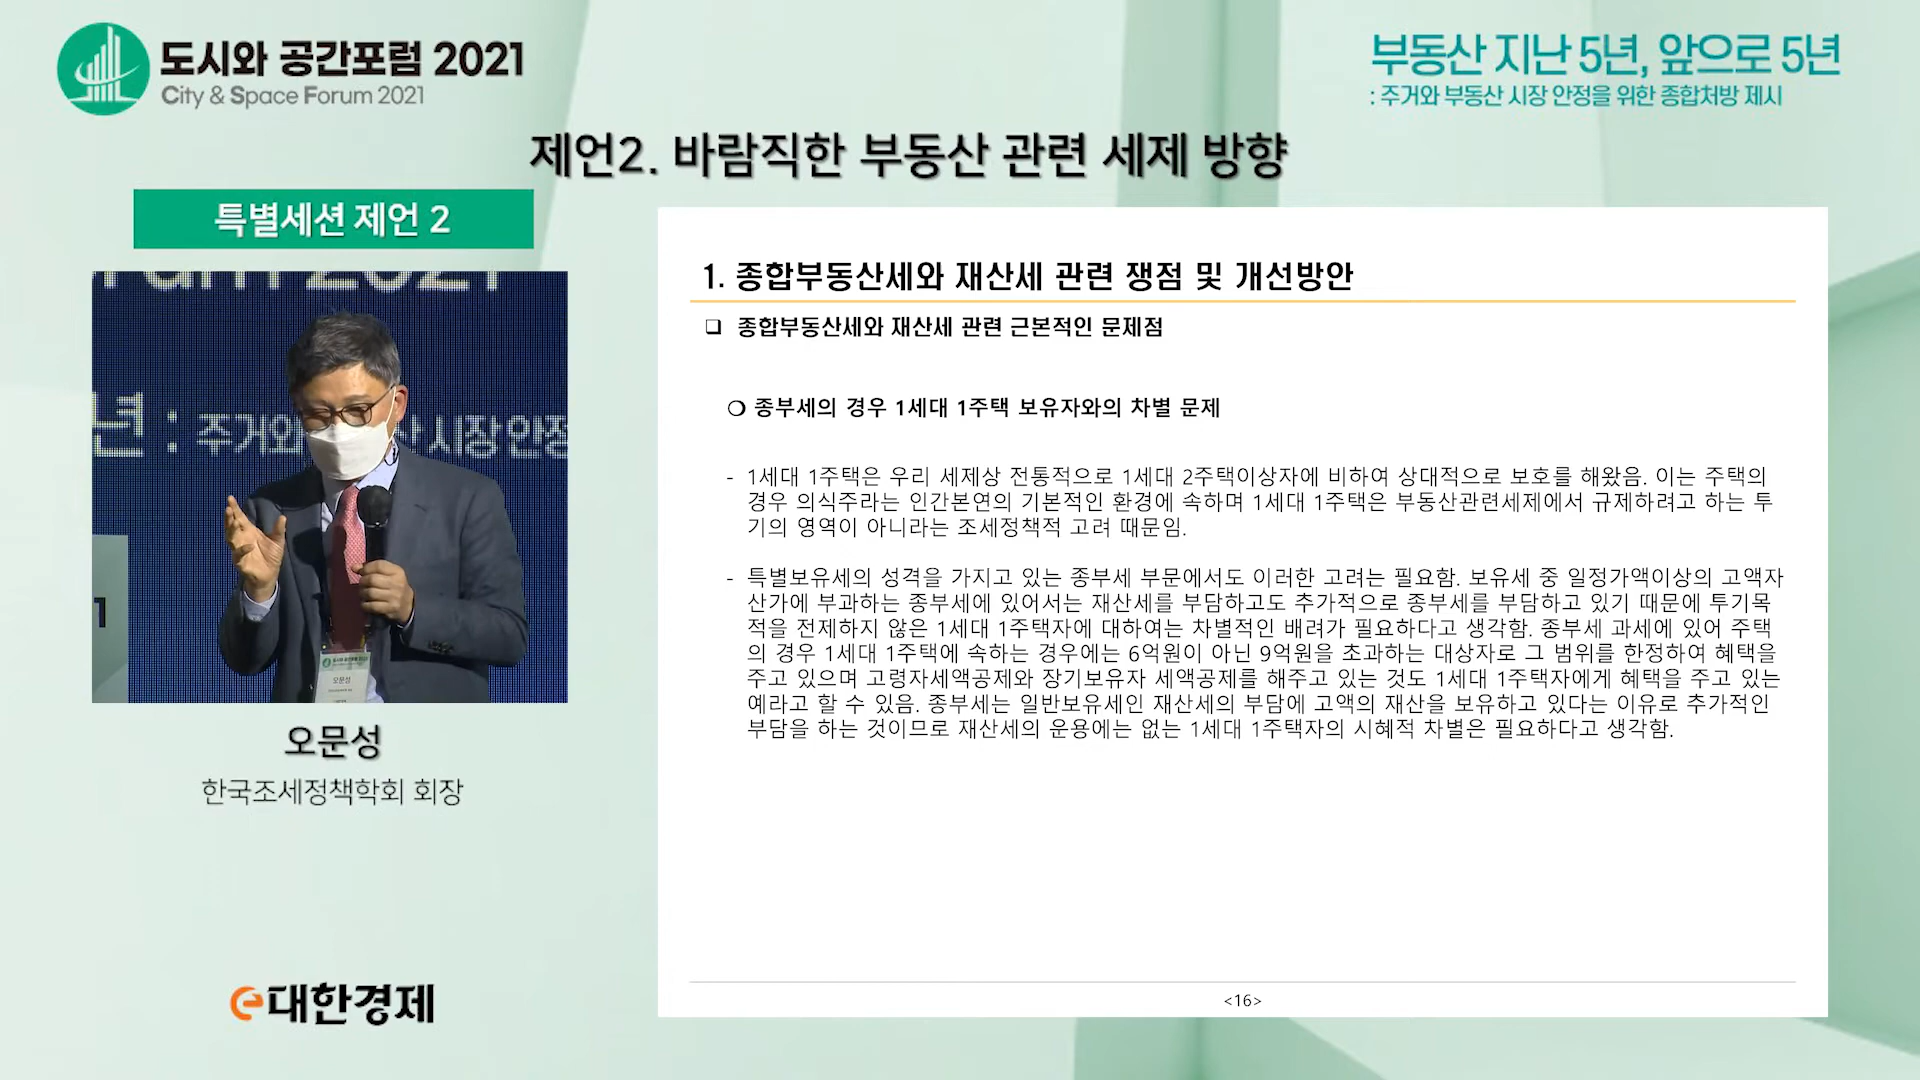 도시와 공간포럼 2021
City & Space Forum 2021
부동산 지난 5년, 앞으로 5년
: 주거와 부동산 시장 안정을 위한 종합처방 제시
제언2. 바람직한 부동산 관련 세제 방향
특별세션 제언 2
년 : 주거와 산 시장 안정
오문성
오문성
한국조세정책학회 회장
e대한경제
1. 종합부동산세와 재산세 관련 쟁점 및 개선방안
❑ 종합부동산세와 재산세 관련 근본적인 문제점
❍ 종부세의 경우 1세대 1주택 보유자와의 차별 문제
- 1세대 1주택은 우리 세제상 전통적으로 1세대 2주택이상자에 비하여 상대적으로 보호를 해왔음. 이는 주택의
경우 의식주라는 인간본연의 기본적인 환경에 속하며 1세대 1주택은 부동산관련세제에서 규제하려고 하는 투
기의 영역이 아니라는 조세정책적 고려 때문임.
- 특별보유세의 성격을 가지고 있는 종부세 부문에서도 이러한 고려는 필요함. 보유세 중 일정가액이상의 고액자
산가에 부과하는 종부세에 있어서는 재산세를 부담하고도 추가적으로 종부세를 부담하고 있기 때문에 투기목
적을 전제하지 않은 1세대 1주택자에 대하여는 차별적인 배려가 필요하다고 생각함. 종부세 과세에 있어 주택
의 경우 1세대 1주택에 속하는 경우에는 6억원이 아닌 9억원을 초과하는 대상자로 그 범위를 한정하여 혜택을
주고 있으며 고령자세액공제와 장기보유자 세액공제를 해주고 있는 것도 1세대 1주택자에게 혜택을 주고 있는
예라고 할 수 있음. 종부세는 일반보유세인 재산세의 부담에 고액의 재산을 보유하고 있다는 이유로 추가적인
부담을 하는 것이므로 재산세의 운용에는 없는 1세대 1주택자의 시혜적 차별은 필요하다고 생각함.
<16>